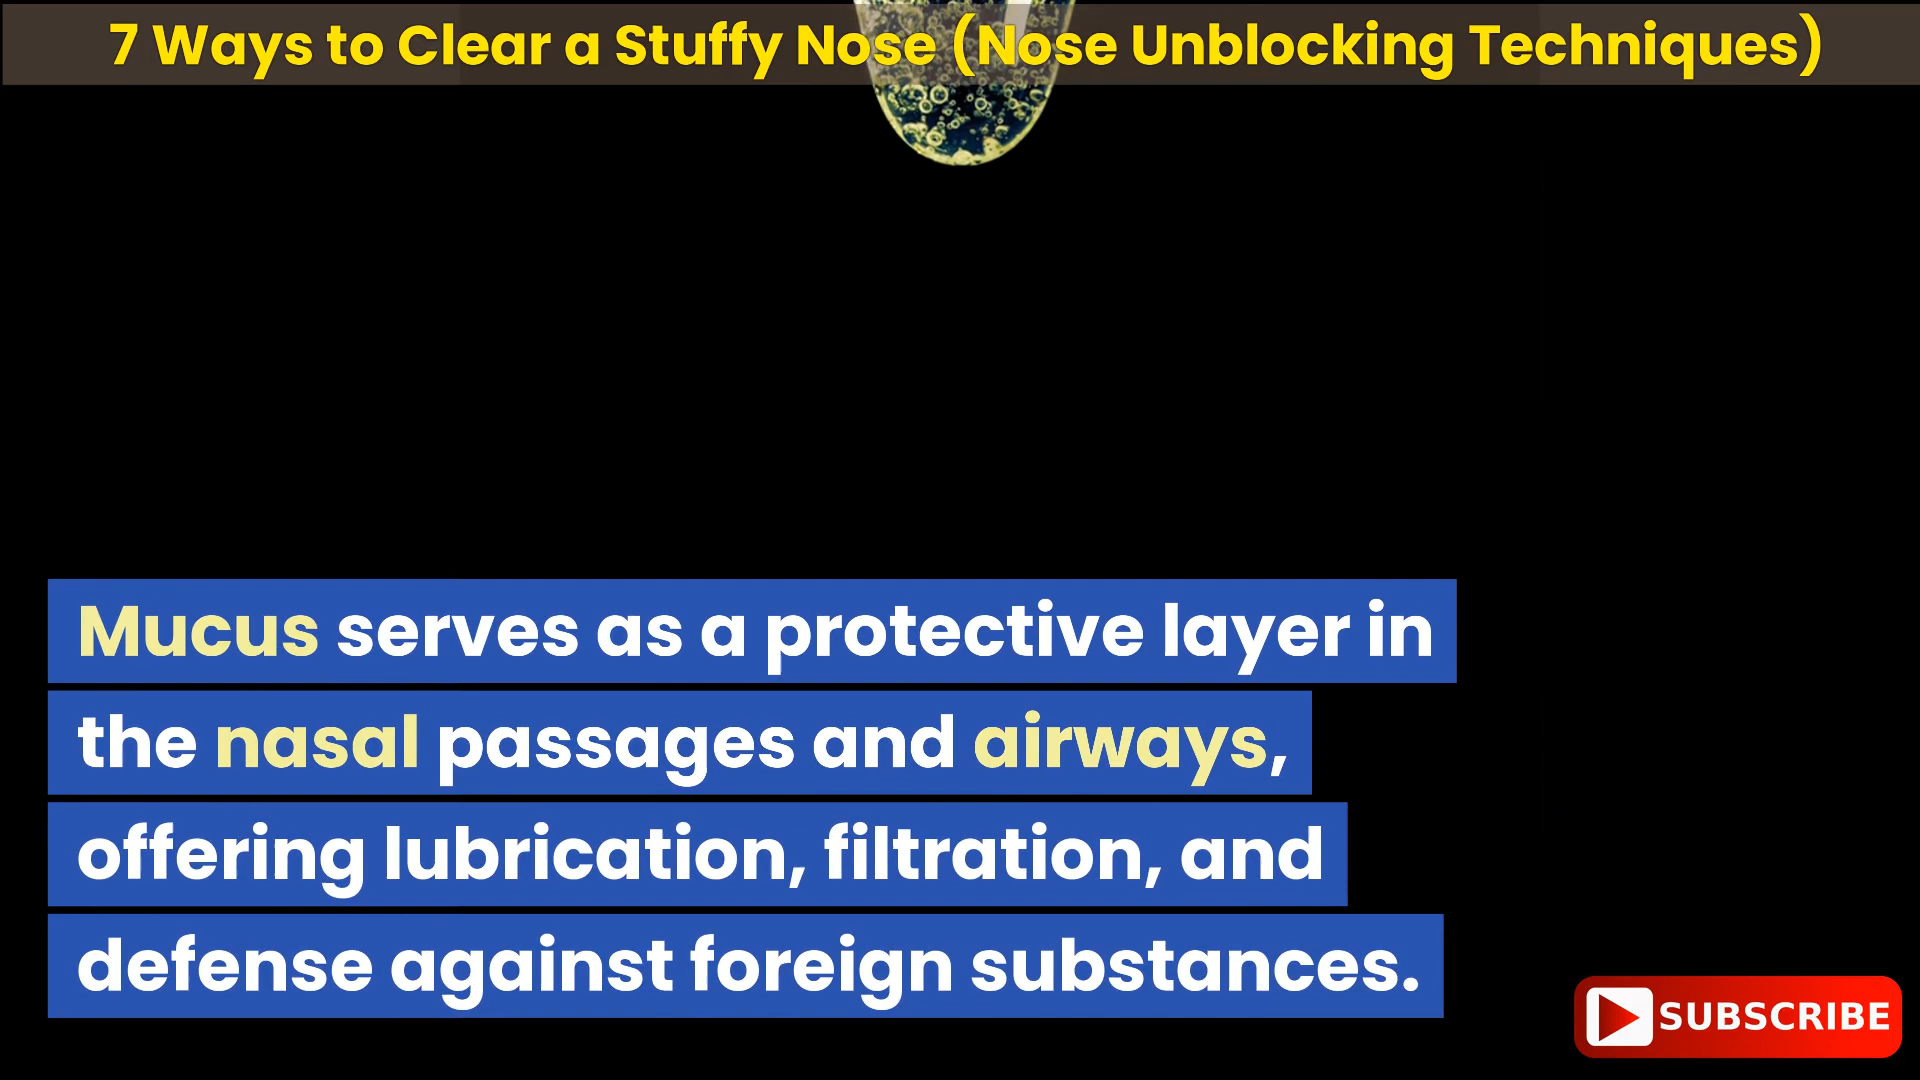 7 Ways to Clear a Stuffy Nose (Nose Unblocking Techniques)
Mucus serves as a protective layer in
the nasal passages and airways,
offering lubrication, filtration, and
defense against foreign substances.
SUBSCRIBE